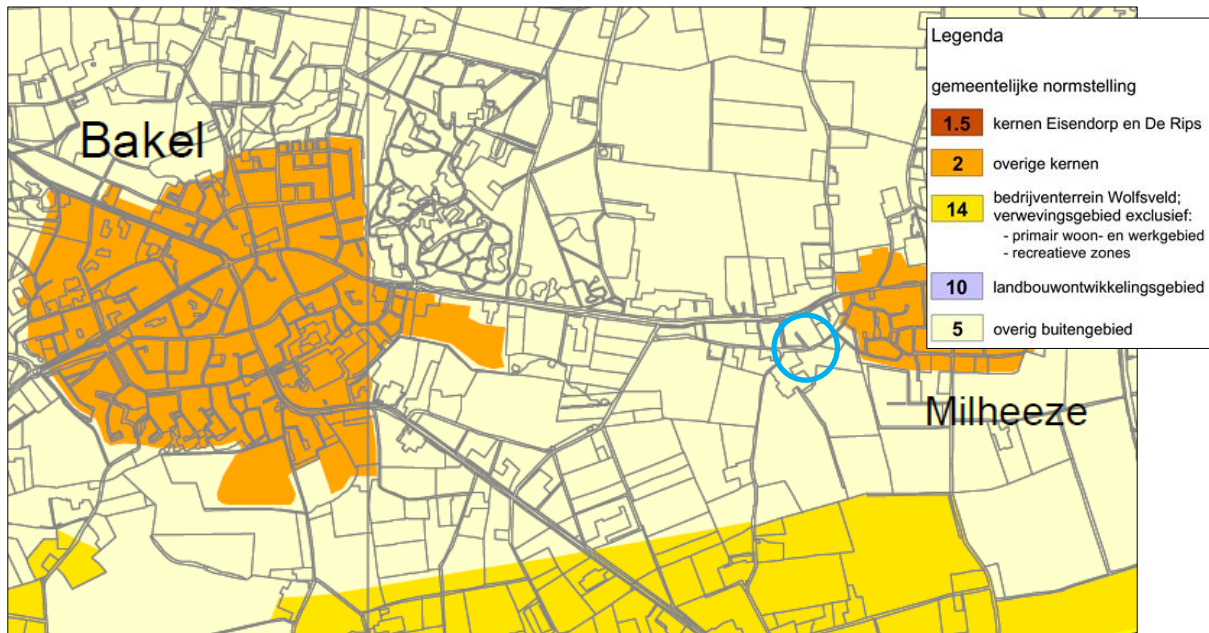 Bakel
Milheeze
Legenda
gemeentelijke normstelling
1.5 kernen Eisendorp en De Rips
2 overige kernen
14 bedrijventerrein Wolfsveld;
verwevingsgebied exclusief:
- primair woon- en werkgebied
- recreatieve zones
10 landbouwontwikkelingsgebied
5 overig buitengebied